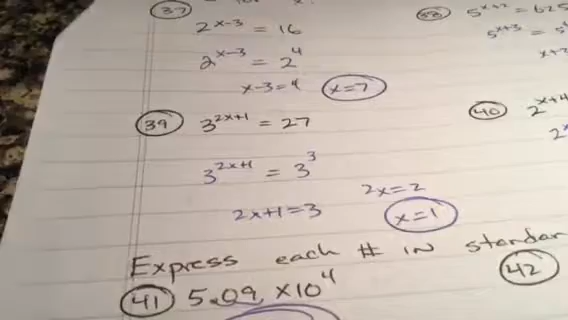 37
2^{x-3} = 16
2^{x-3} = 2^4
x-3=4 x=7
38 5^{x+2} = 625
39 3^{2x+1} = 27
3^{2x+1} = 3^3
2x=2
2x+1=3 x=1
40 2^{x+4}
Express each # in standar
41 5.09 x10^4
42